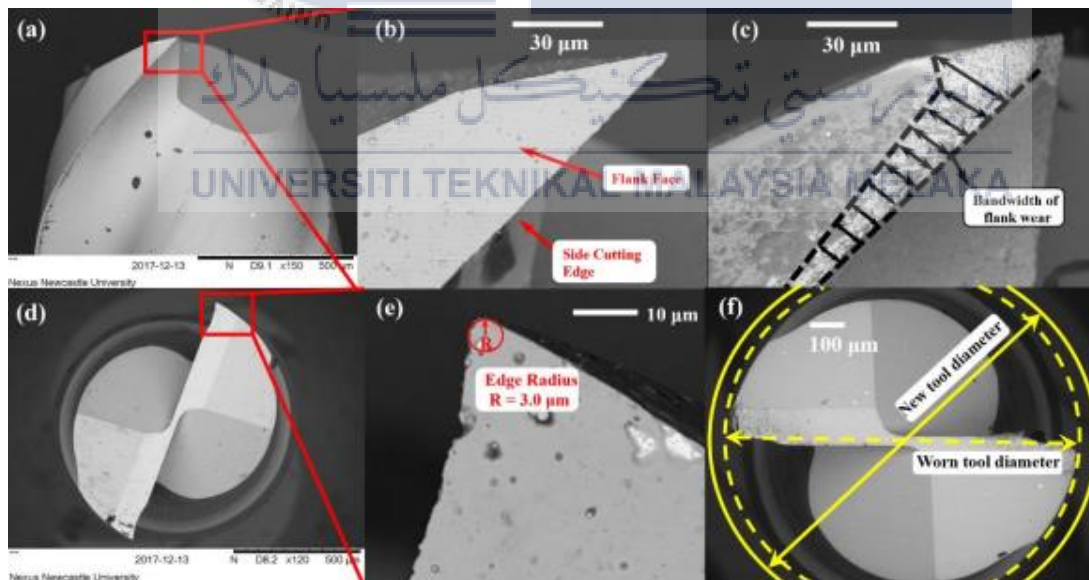 (a)
2017-12-13 N D9.1 x150 500 µm
Nexus Newcastle University
(b)
30 µm
Flank Face
Side Cutting
Edge
(c)
30 µm
Bandwidth of
flank wear
اونيۏرسيتي تيكنيكل مليسيا ملاك
UNIVERSITI TEKNIKAL MALAYSIA MELAKA
(d)
2017-12-13 N D8.2 x120 500 µm
Nexus Newcastle University
(e)
10 µm
R
Edge Radius
R = 3.0 µm
(f)
100 µm
New tool diameter
Worn tool diameter